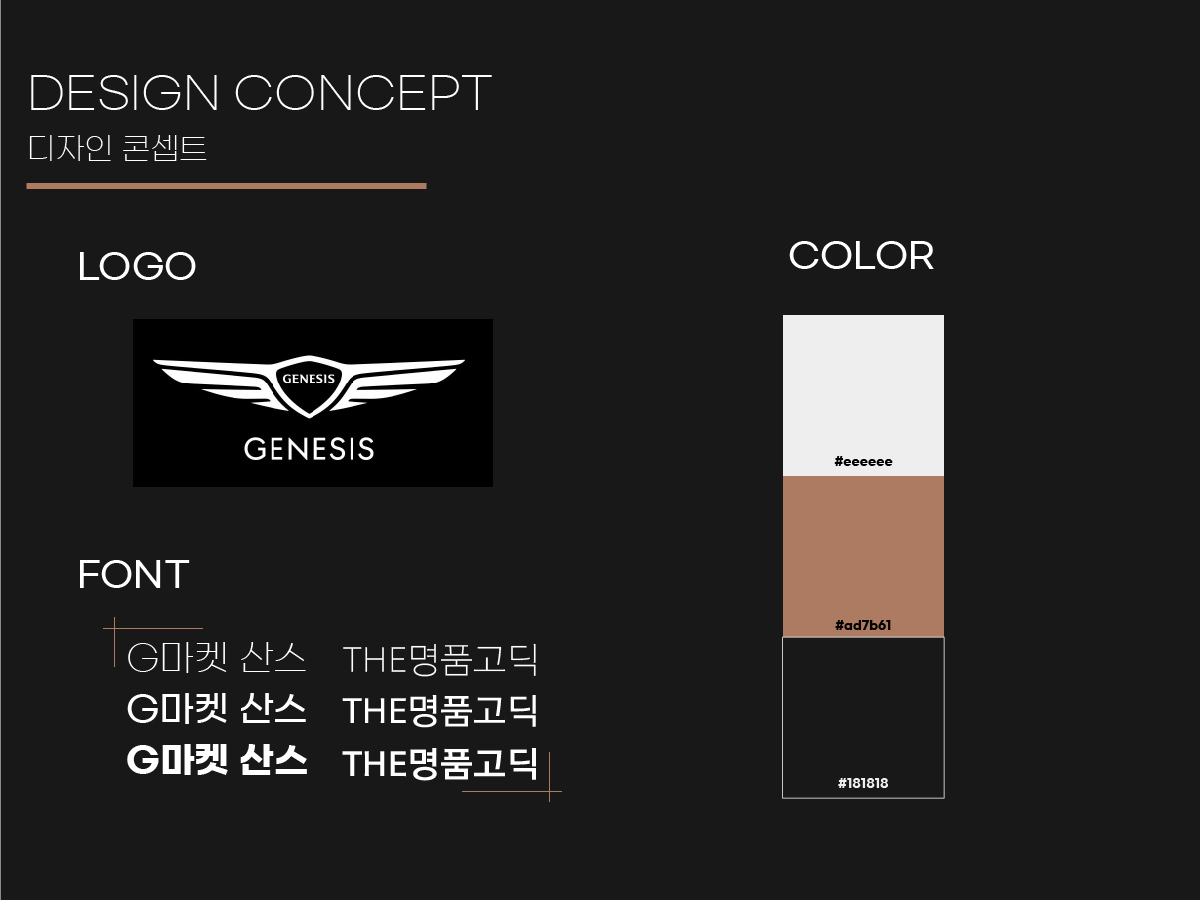 DESIGN CONCEPT
디자인 콘셉트
LOGO
GENESIS
GENESIS
FONT
G마켓 산스 THE명품고딕
G마켓 산스 THE명품고딕
G마켓 산스 THE명품고딕
COLOR
#eeeeee
#ad7b61
#181818